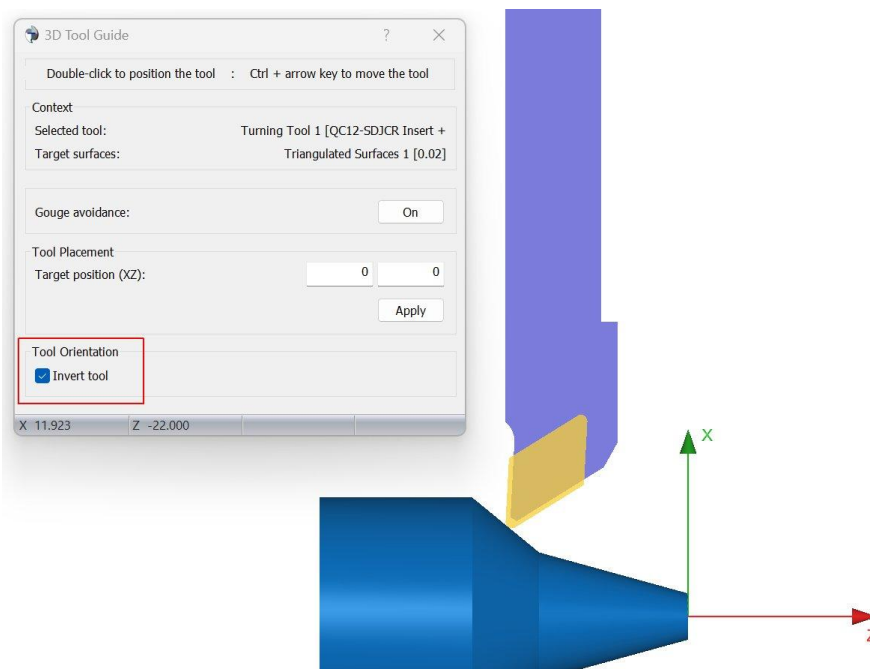 3D Tool Guide ?
Double-click to position the tool : Ctrl + arrow key to move the tool
Context
Selected tool: Turning Tool 1 [QC12-SDJCR Insert +
Target surfaces: Triangulated Surfaces 1 [0.02]
Gouge avoidance: On
Tool Placement
Target position (XZ): 0 0
Apply
Tool Orientation
Invert tool
X 11.923 Z -22.000
X
Z